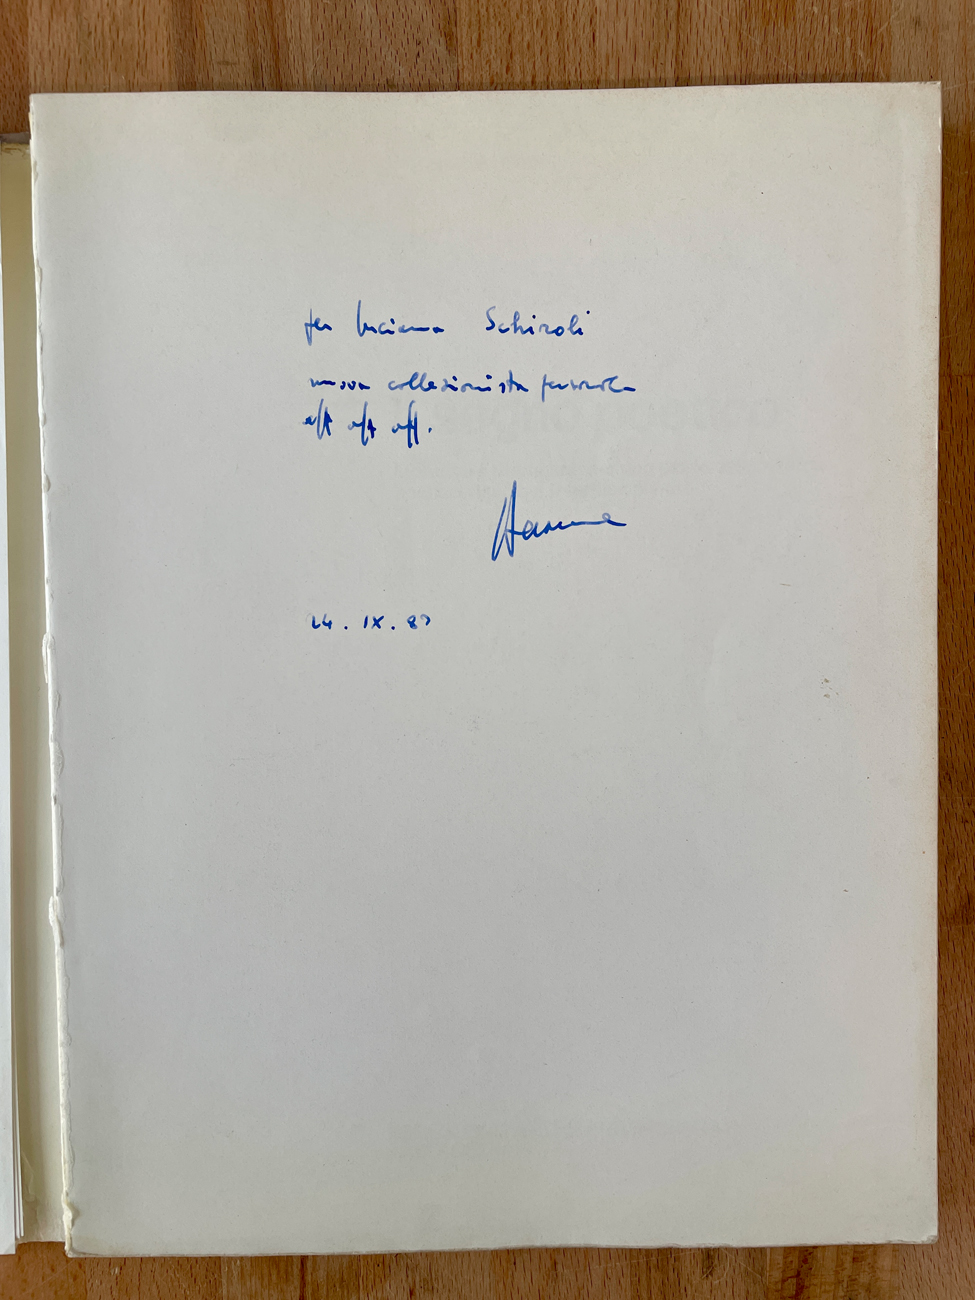 per Luciana Schiroli
nuova collezionista
aff aff aff.
24. IX. 87